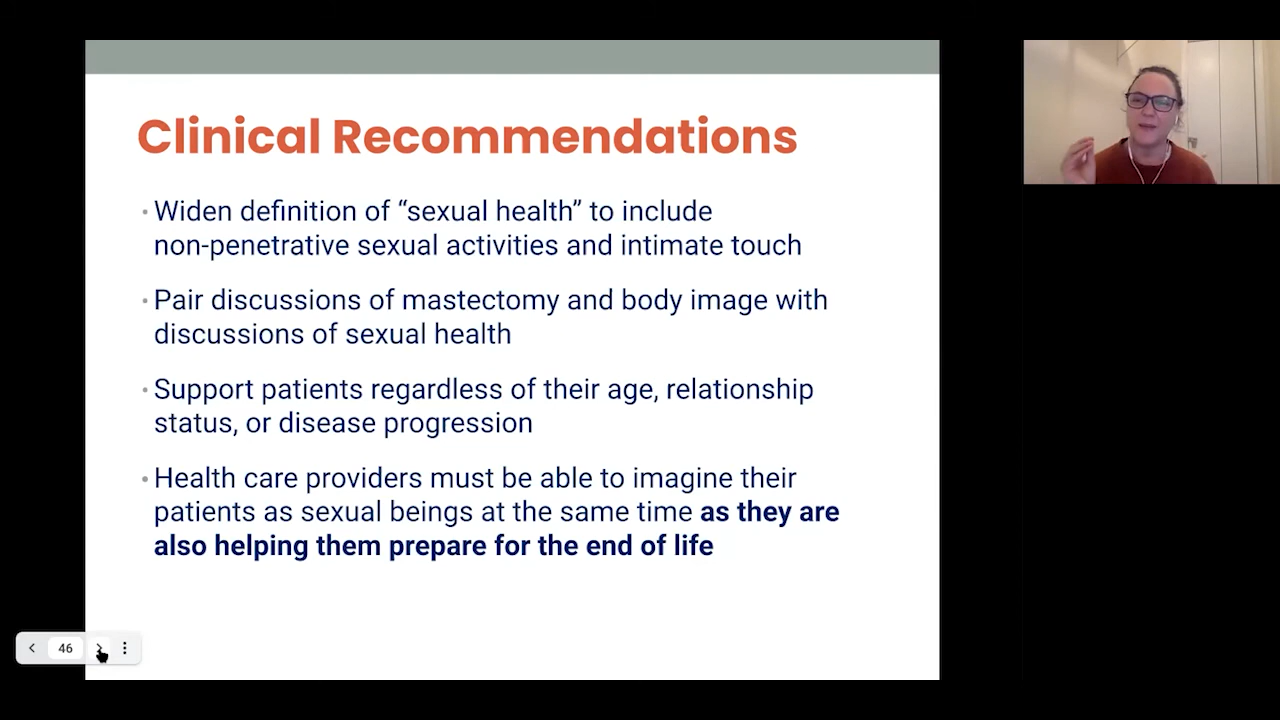 Clinical Recommendations
• Widen definition of “sexual health” to include
non-penetrative sexual activities and intimate touch
• Pair discussions of mastectomy and body image with
discussions of sexual health
• Support patients regardless of their age, relationship
status, or disease progression
• Health care providers must be able to imagine their
patients as sexual beings at the same time as they are
also helping them prepare for the end of life
46